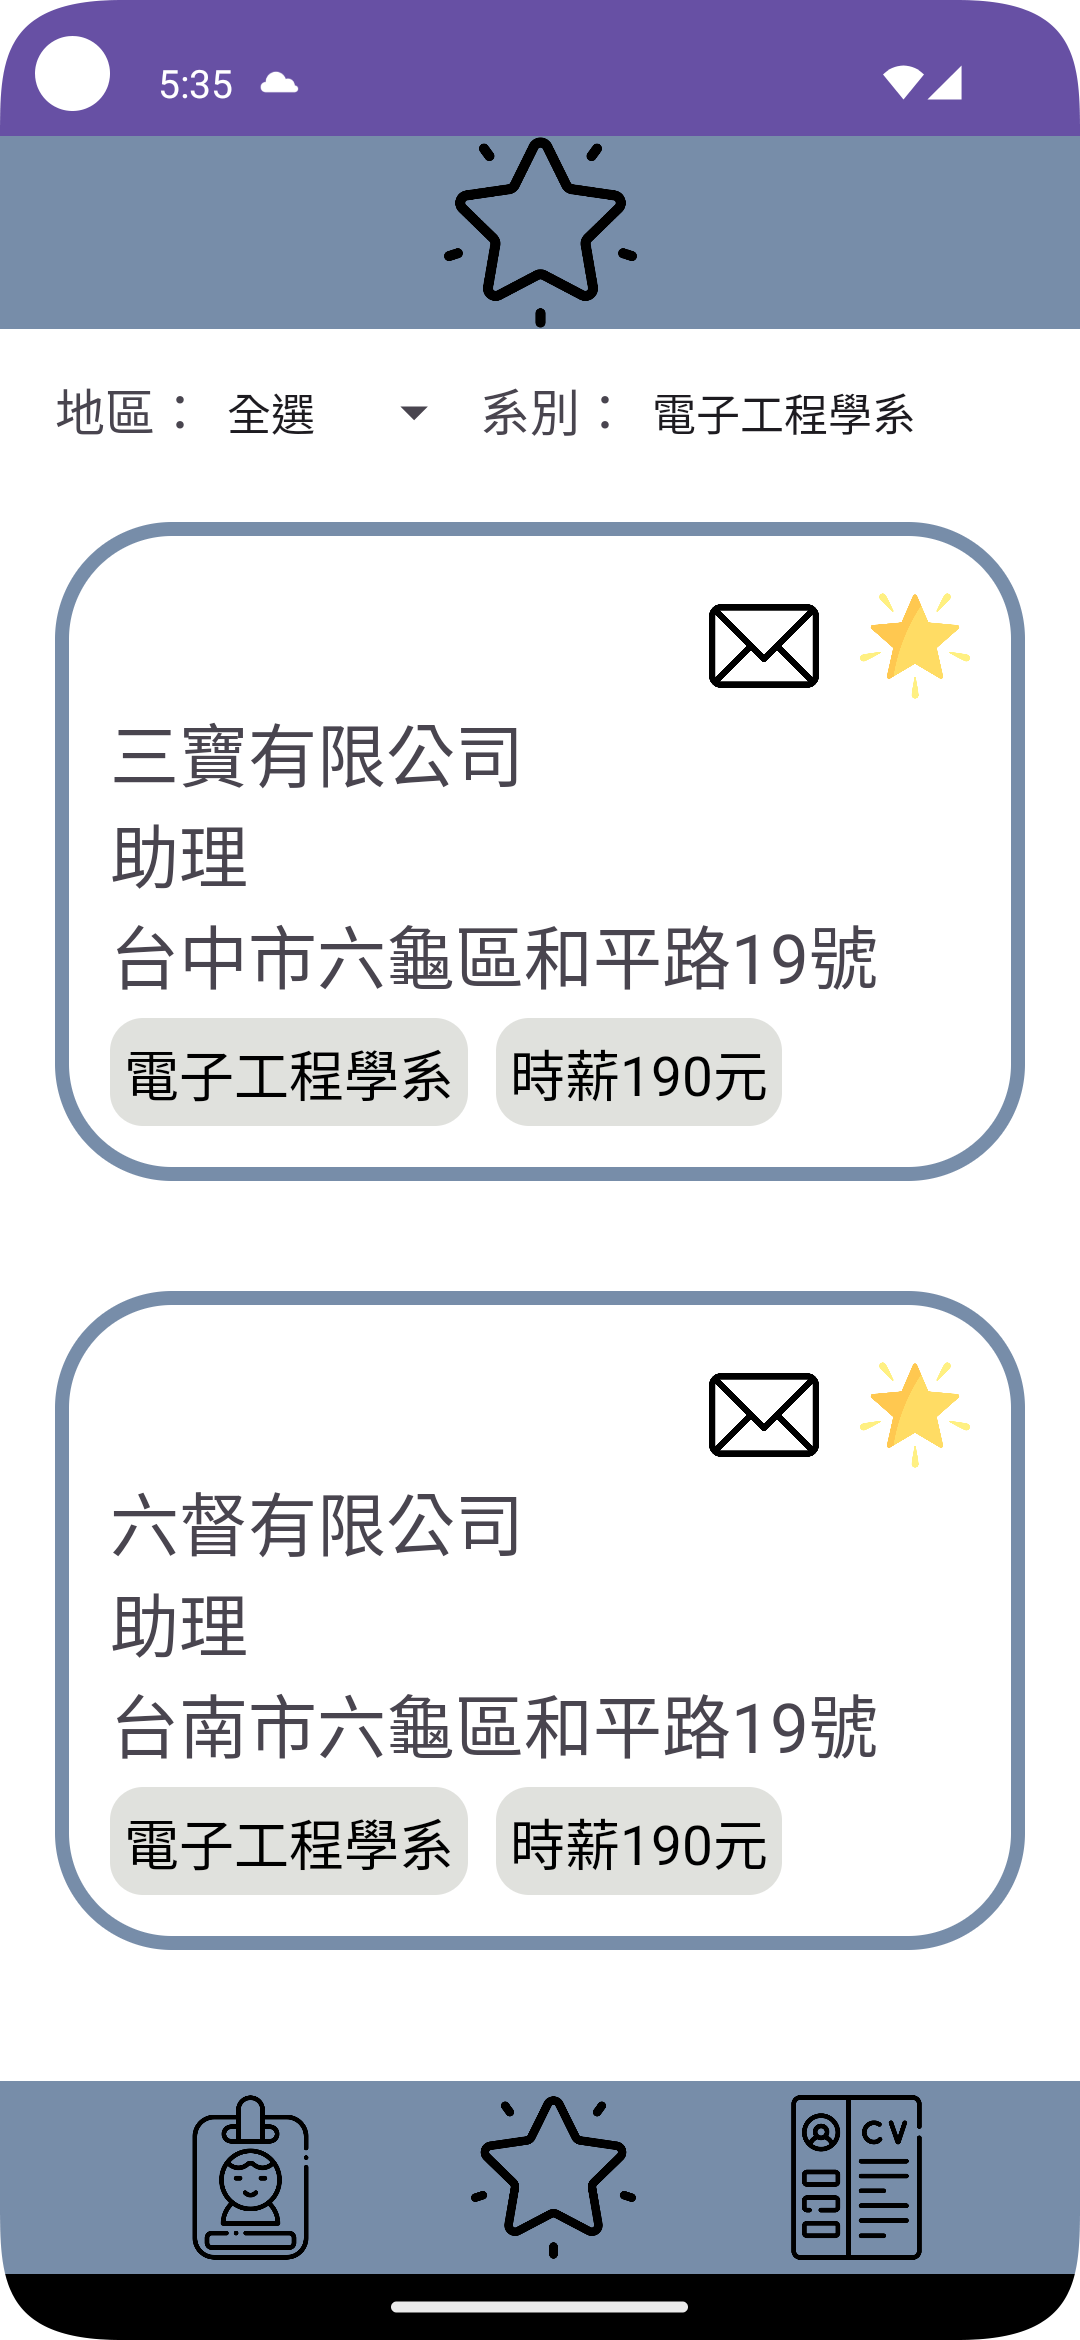 5:35
地區： 全選 系別： 電子工程學系
三寶有限公司
助理
台中市六龜區和平路19號
電子工程學系 時薪190元
六督有限公司
助理
台南市六龜區和平路19號
電子工程學系 時薪190元
CV